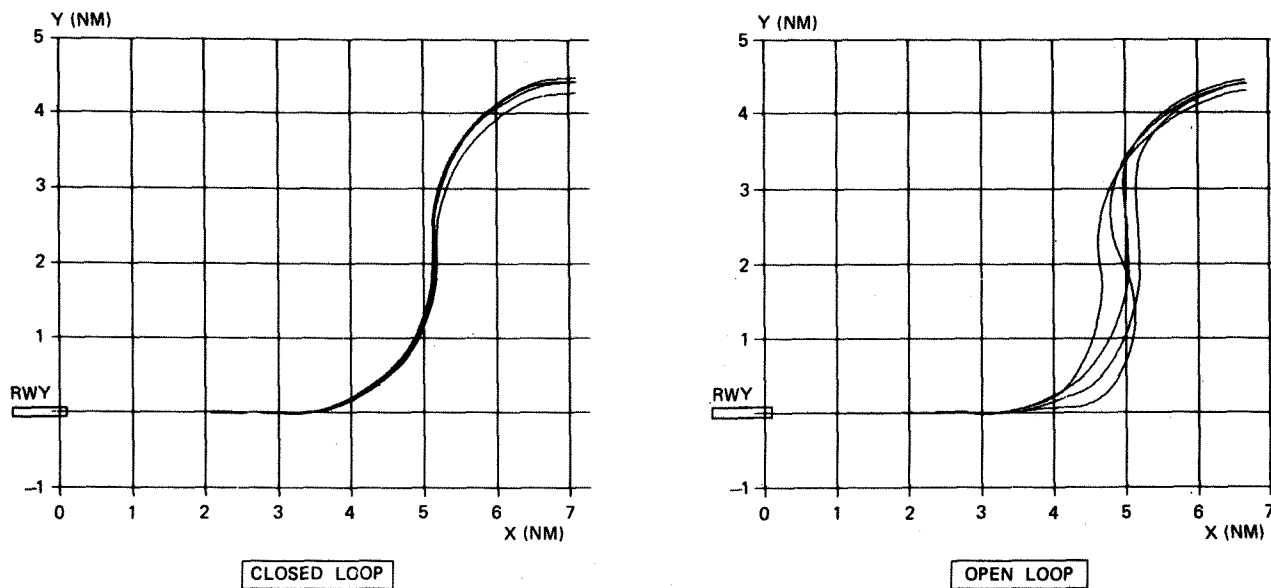 Y (NM)
5
4
3
2
1
RWY
–1
0 1 2 3 4 5 6 7
X (NM)
CLOSED LOOP
Y (NM)
5
4
3
2
1
RWY
–1
0 1 2 3 4 5 6 7
X (NM)
OPEN LOOP